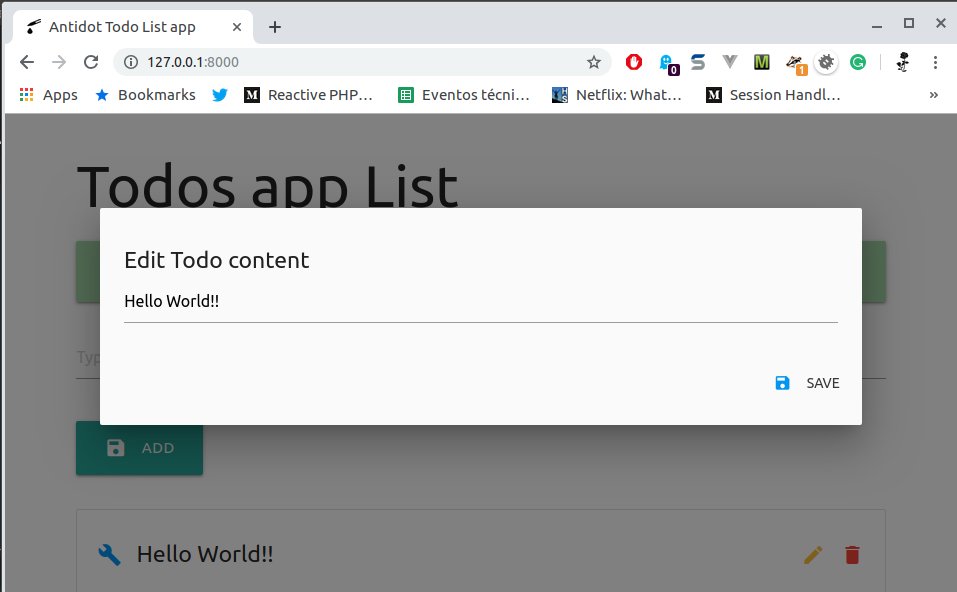 Antidot Todo List app
127.0.0.1:8000
0
1
Apps
Bookmarks
Reactive PHP...
Eventos técni...
Netflix: What...
Session Handl...
Todos app List
Edit Todo content
Hello World!!
Typ
SAVE
ADD
Hello World!!